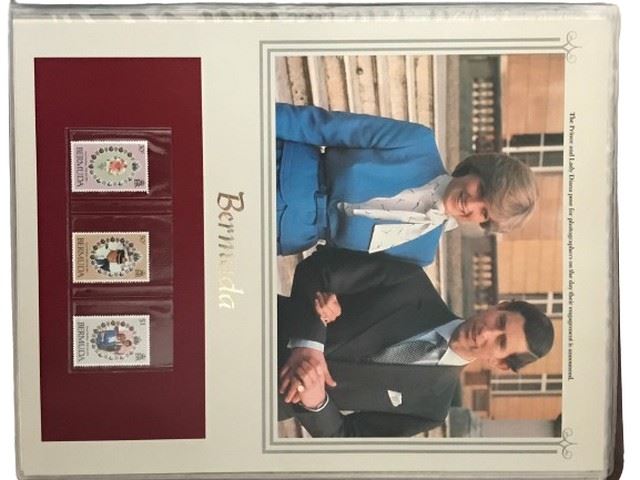 The Prince and Lady Diana pose for photographers on the day their engagement is announced.
Bermuda
BERMUDA
BERMUDA
$1
BERMUDA